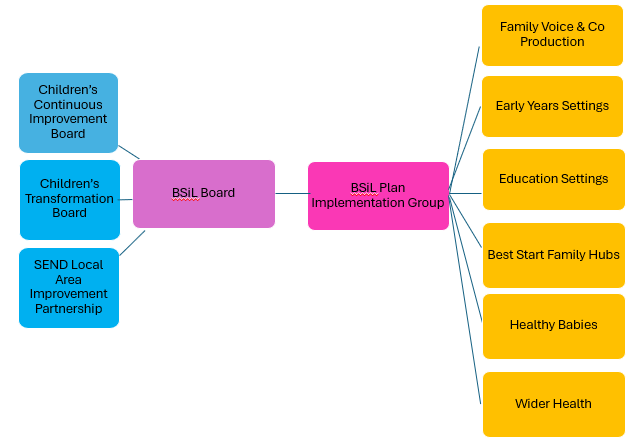 Children's
Continuous
Improvement
Board
Children's
Transformation
Board
SEND Local
Area
Improvement
Partnership
BSiL Board
BSiL Plan
Implementation Group
Family Voice & Co
Production
Early Years Settings
Education Settings
Best Start Family Hubs
Healthy Babies
Wider Health